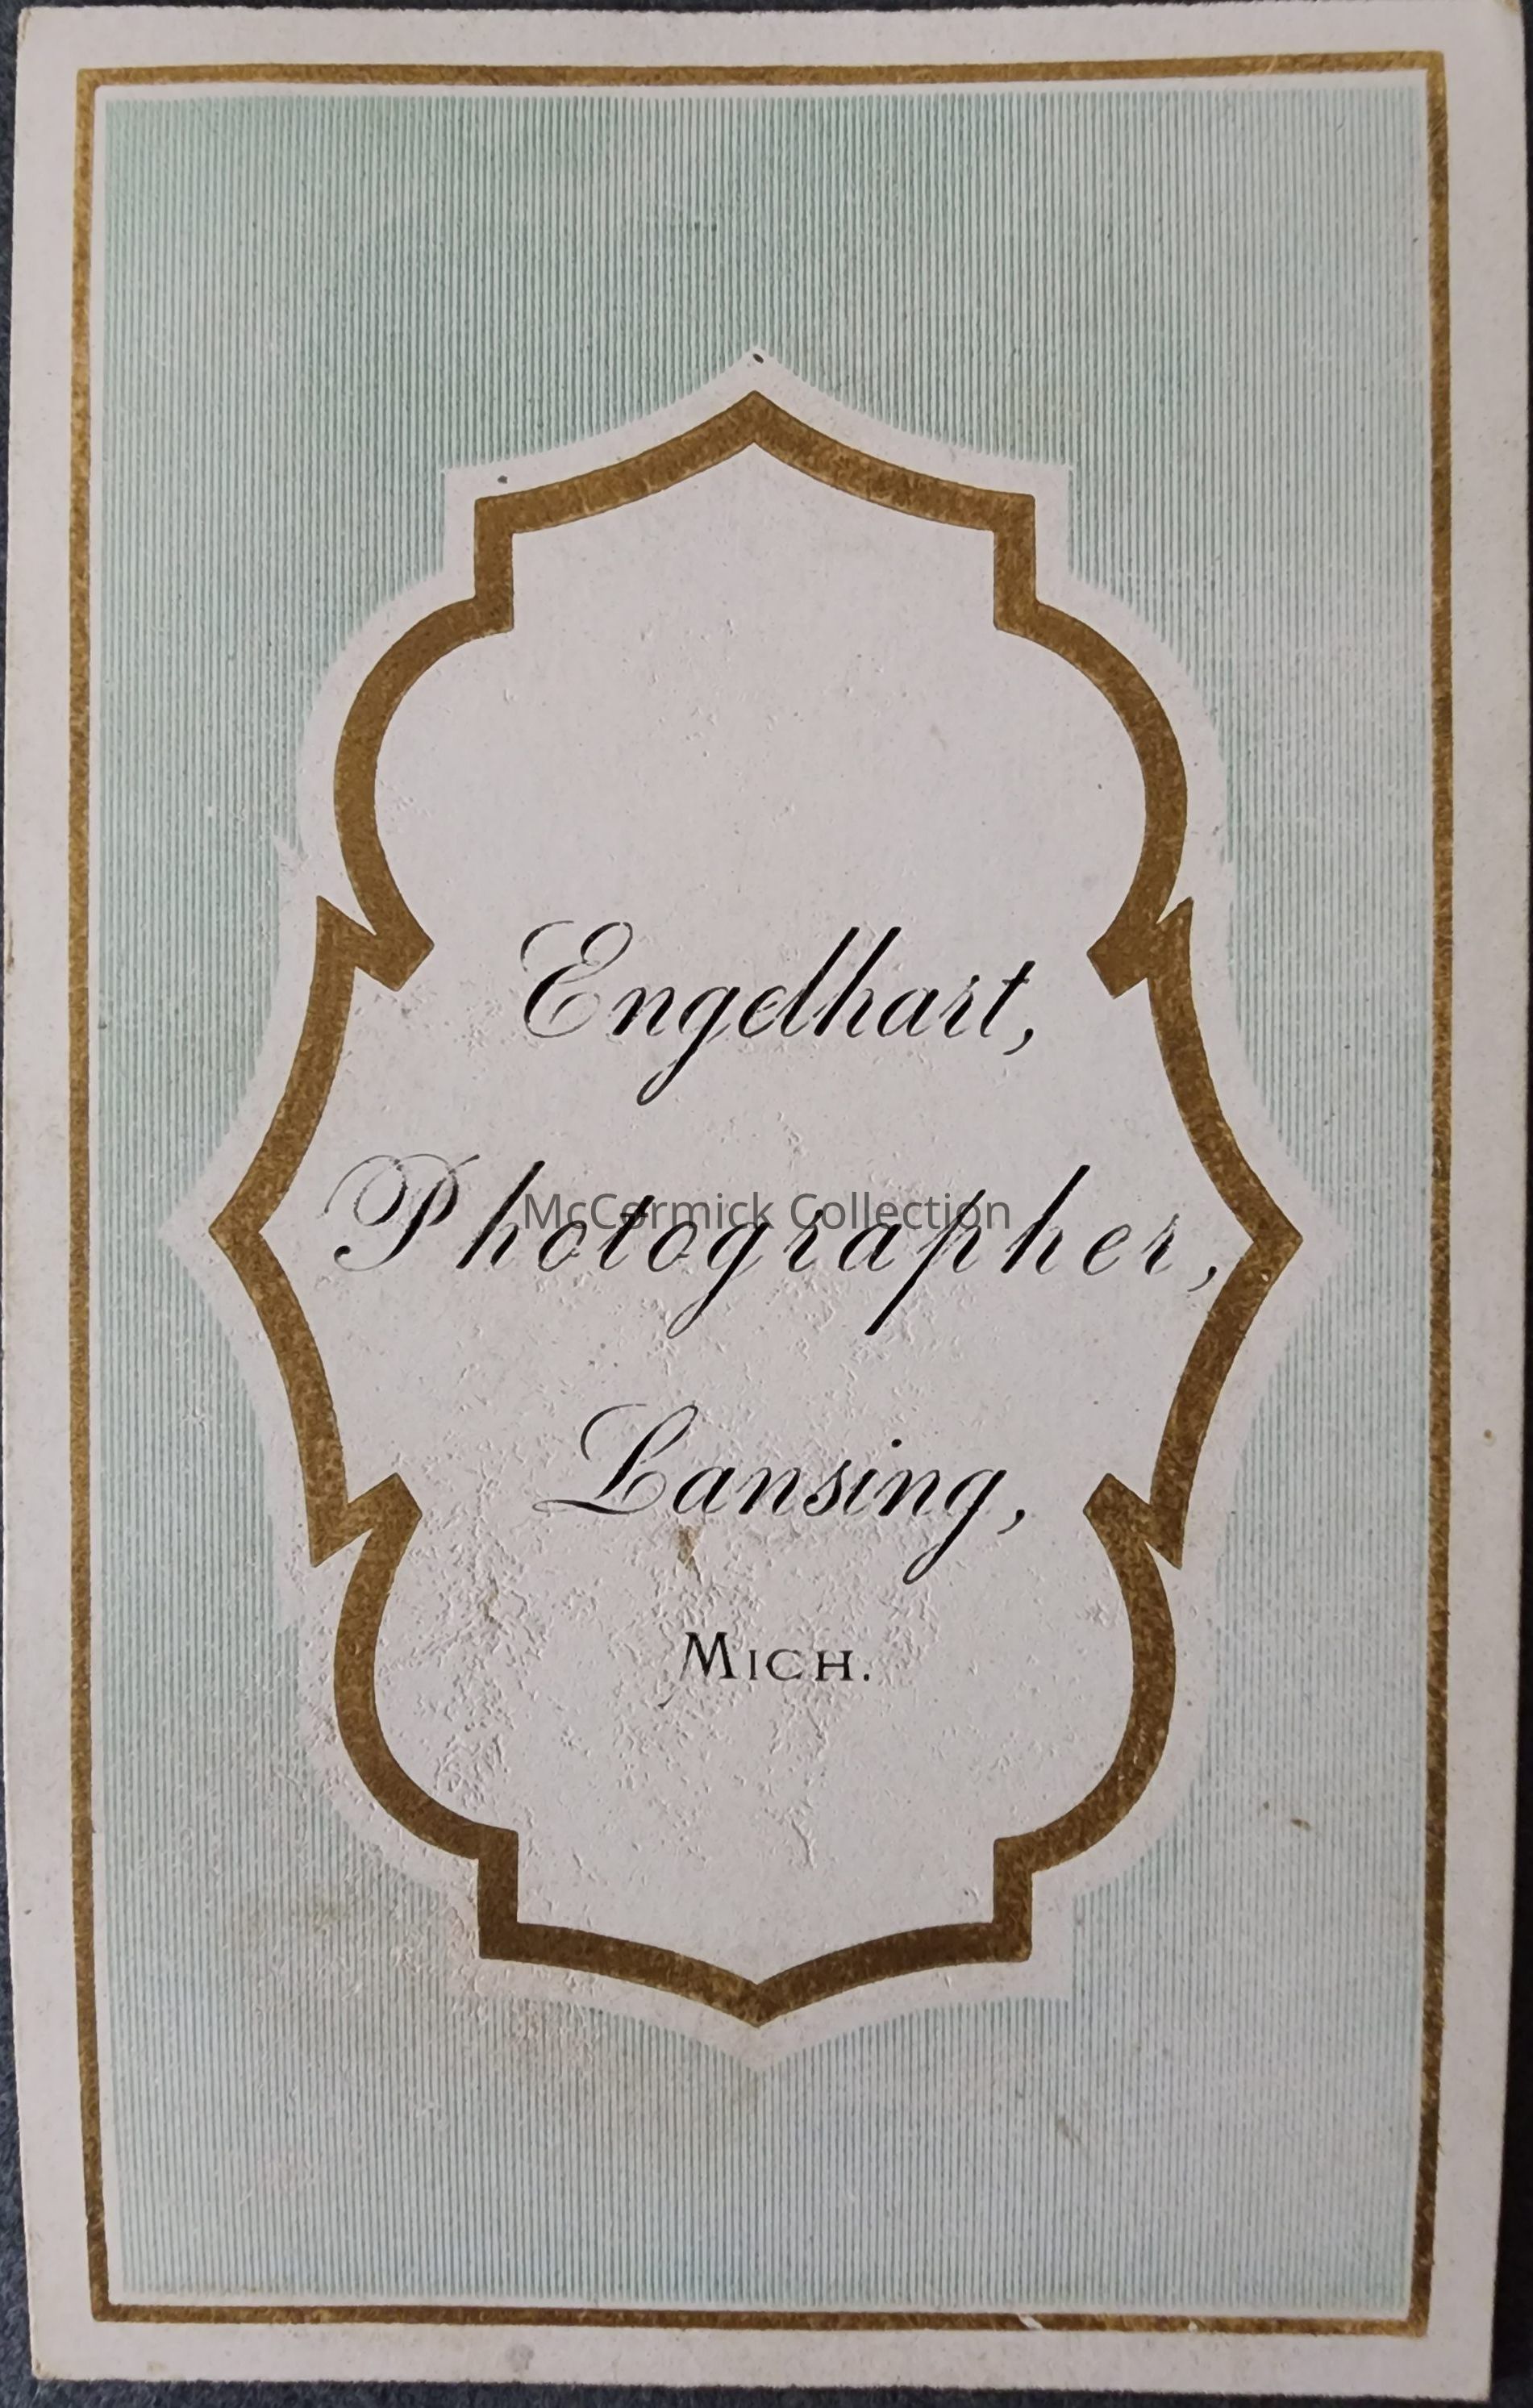 Engelhart,
Photographer,
McCormick Collection
Lansing,
MICH.